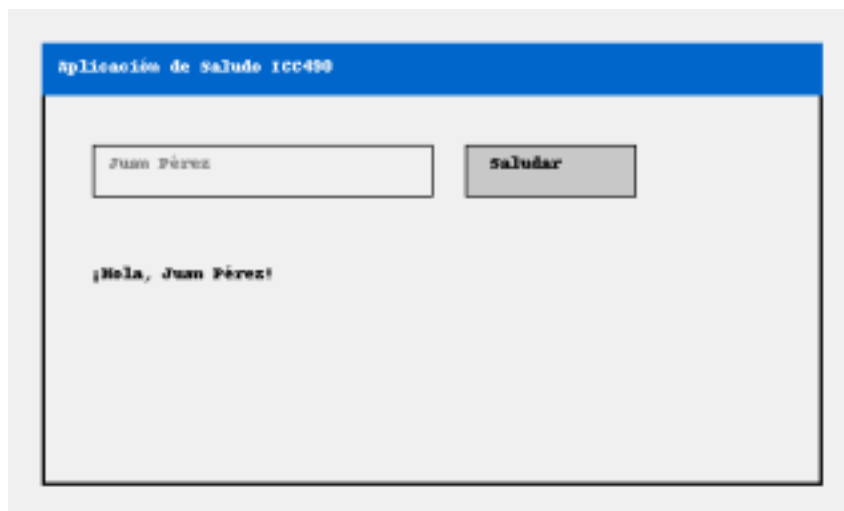 Aplicación de Saludo ICC490
Juan Pérez
Saludar
¡Hola, Juan Pérez!